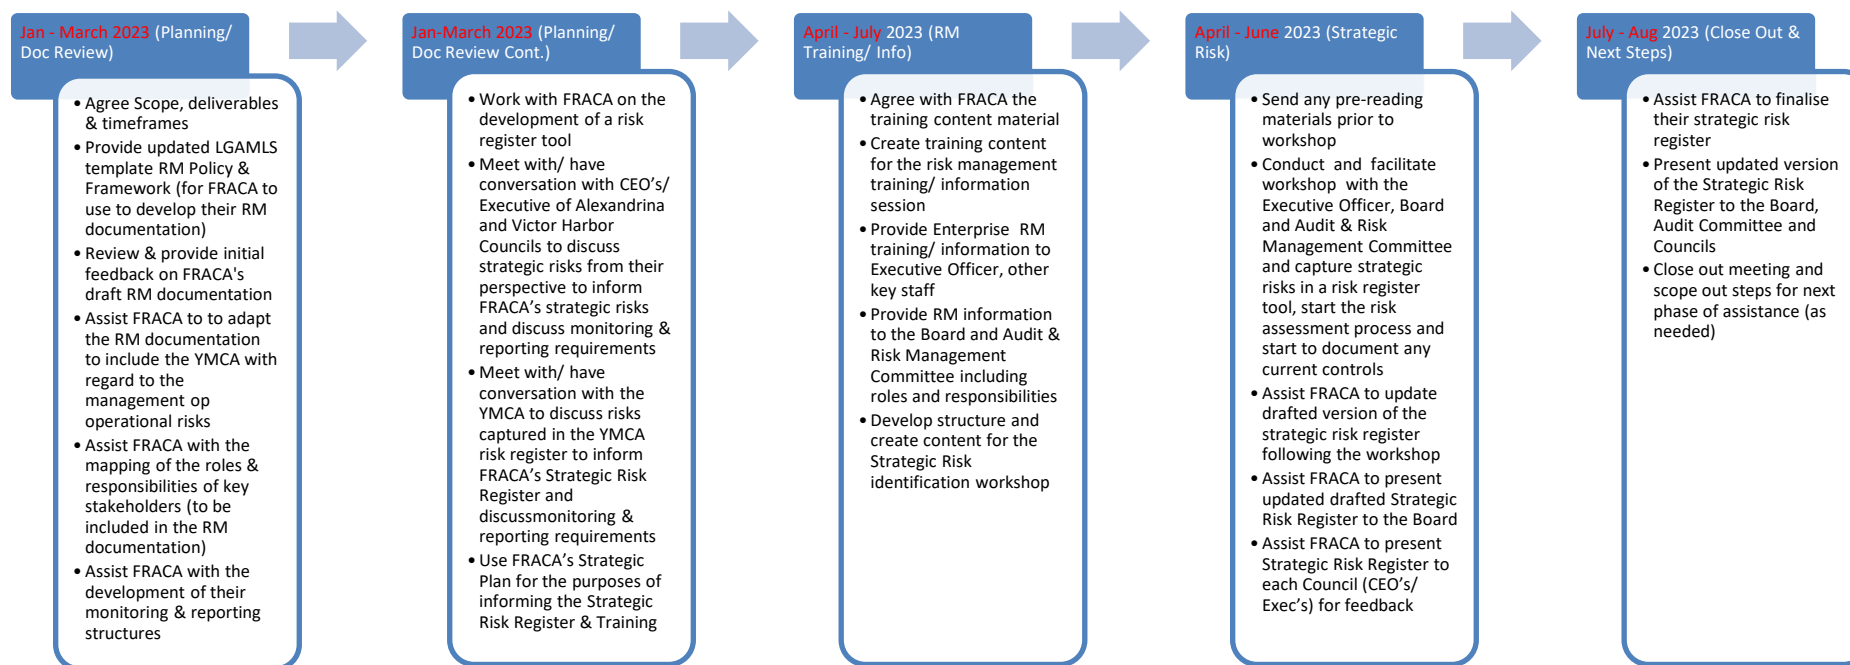 Jan - March 2023 (Planning/
Doc Review)
• Agree Scope, deliverables
& timeframes
• Provide updated LGAMLS
template RM Policy &
Framework (for FRACA to
use to develop their RM
documentation)
• Review & provide initial
feedback on FRACA's
draft RM documentation
• Assist FRACA to to adapt
the RM documentation
to include the YMCA with
regard to the
management op
operational risks
• Assist FRACA with the
mapping of the roles &
responsibilities of key
stakeholders (to be
included in the RM
documentation)
• Assist FRACA with the
development of their
monitoring & reporting
structures
Jan-March 2023 (Planning/
Doc Review Cont.)
• Work with FRACA on the
development of a risk
register tool
• Meet with/ have
conversation with CEO's/
Executive of Alexandrina
and Victor Harbor
Councils to discuss
strategic risks from their
perspective to inform
FRACA's strategic risks
and discuss monitoring &
reporting requirements
• Meet with/ have
conversation with the
YMCA to discuss risks
captured in the YMCA
risk register to inform
FRACA's Strategic Risk
Register and
discussmonitoring &
reporting requirements
• Use FRACA's Strategic
Plan for the purposes of
informing the Strategic
Risk Register & Training
April - July 2023 (RM
Training/ Info)
• Agree with FRACA the
training content material
• Create training content
for the risk management
training/ information
session
• Provide Enterprise RM
training/ information to
Executive Officer, other
key staff
• Provide RM information
to the Board and Audit &
Risk Management
Committee including
roles and responsibilities
• Develop structure and
create content for the
Strategic Risk
identification workshop
April - June 2023 (Strategic
Risk)
• Send any pre-reading
materials prior to
workshop
• Conduct and facilitate
workshop with the
Executive Officer, Board
and Audit & Risk
Management Committee
and capture strategic
risks in a risk register
tool, start the risk
assessment process and
start to document any
current controls
• Assist FRACA to update
drafted version of the
strategic risk register
following the workshop
• Assist FRACA to present
updated drafted Strategic
Risk Register to the Board
• Assist FRACA to present
Strategic Risk Register to
each Council (CEO's/
Exec's) for feedback
July - Aug 2023 (Close Out &
Next Steps)
• Assist FRACA to finalise
their strategic risk
register
• Present updated version
of the Strategic Risk
Register to the Board,
Audit Committee and
Councils
• Close out meeting and
scope out steps for next
phase of assistance (as
needed)